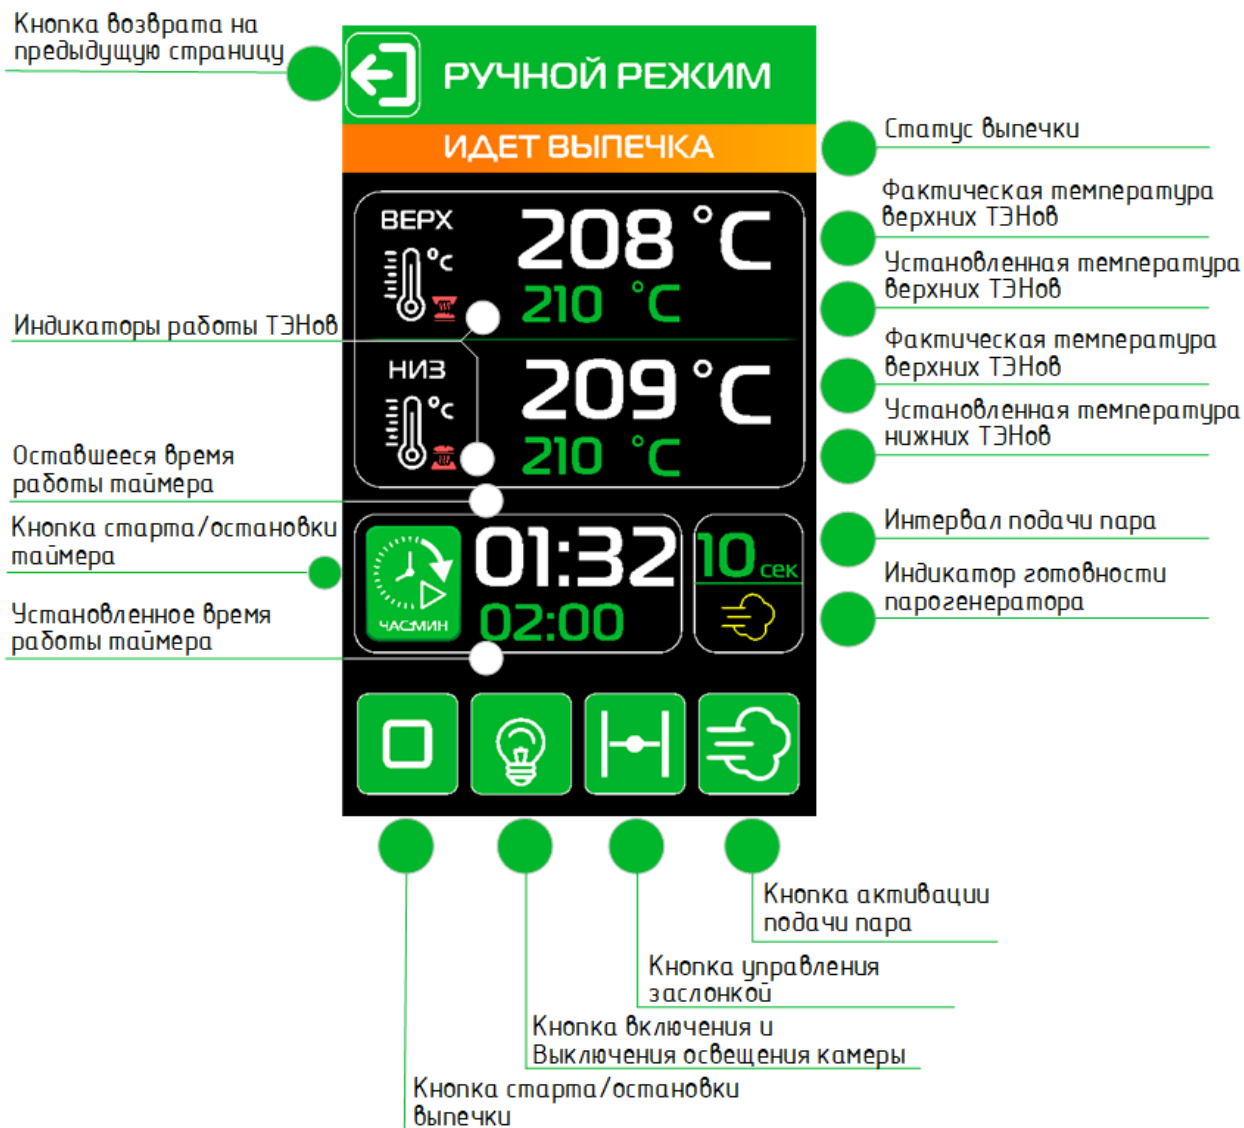 Кнопка возврата на
предыдущую страницу
РУЧНОЙ РЕЖИМ
ИДЕТ ВЫПЕЧКА
Статус выпечки
ВЕРХ
°C
208 °C
210 °C
Фактическая температура
верхних ТЭНов
Установленная температура
верхних ТЭНов
Индикаторы работы ТЭНов
НИЗ
°C
209 °C
210 °C
Фактическая температура
верхних ТЭНов
Установленная температура
нижних ТЭНов
Оставшееся время
работы таймера
Кнопка старта/остановки
таймера
Установленное время
работы таймера
ЧАС:МИН
01:32
02:00
10 сек
Интервал подачи пара
Индикатор готовности
парогенератора
Кнопка активации
подачи пара
Кнопка управления
заслонкой
Кнопка включения и
Выключения освещения камеры
Кнопка старта/остановки
выпечки